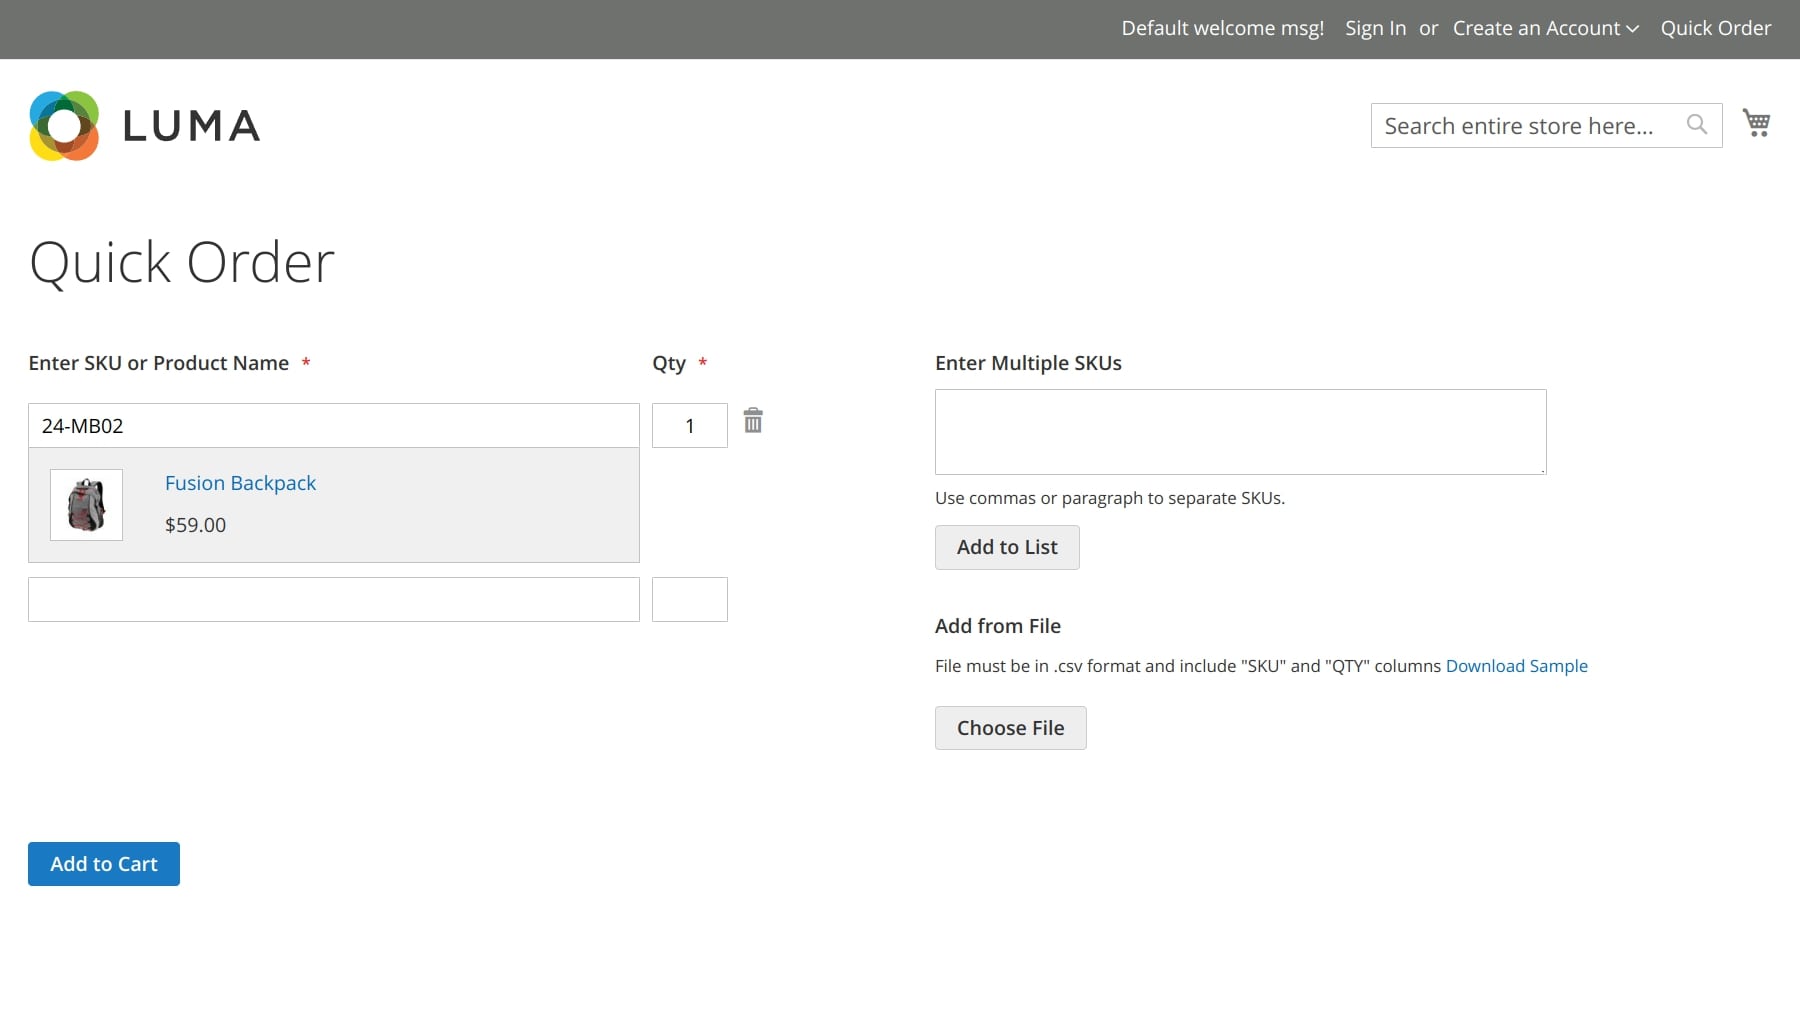 Default welcome msg! Sign In or Create an Account Quick Order
LUMA
Search entire store here...
Quick Order
Enter SKU or Product Name *
Qty *
24-MB02
1
Fusion Backpack
$59.00
Enter Multiple SKUs
Use commas or paragraph to separate SKUs.
Add to List
Add from File
File must be in .csv format and include "SKU" and "QTY" columns Download Sample
Choose File
Add to Cart